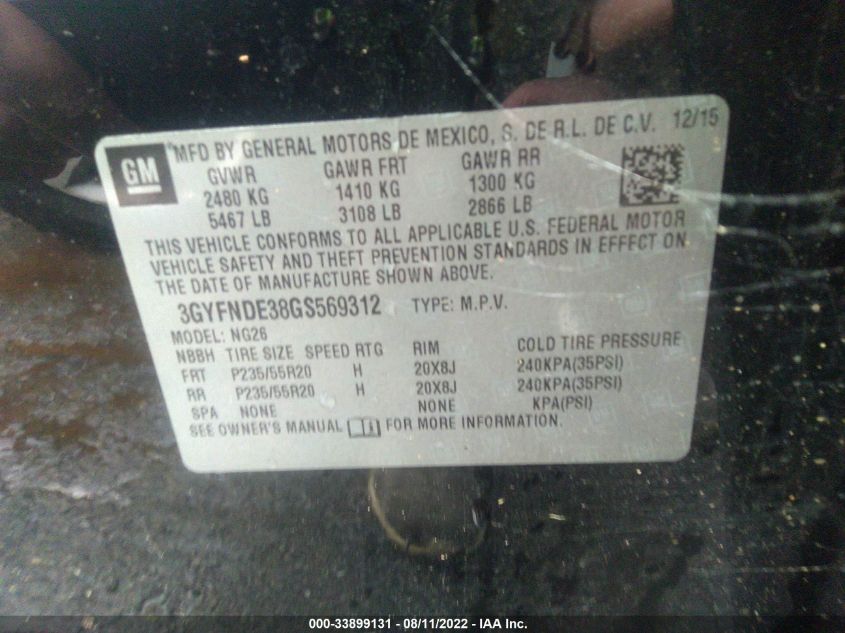 GM MFD BY GENERAL MOTORS DE MEXICO, S. DE R.L. DE C.V. 12/15
GVWR GAWR FRT GAWR RR
2480 KG 1410 KG 1300 KG
5467 LB 3108 LB 2866 LB
THIS VEHICLE CONFORMS TO ALL APPLICABLE U.S. FEDERAL MOTOR
VEHICLE SAFETY AND THEFT PREVENTION STANDARDS IN EFFECT ON
THE DATE OF MANUFACTURE SHOWN ABOVE.
3GYFNDE38GS569312 TYPE: M.P.V.
MODEL: NG26
NBBH TIRE SIZE SPEED RTG RIM COLD TIRE PRESSURE
FRT P235/55R20 H 20X8J 240KPA(35PSI)
RR P235/55R20 H 20X8J 240KPA(35PSI)
SPA NONE NONE KPA(PSI)
SEE OWNER'S MANUAL FOR MORE INFORMATION.
000-33899131 - 08/11/2022 - IAA Inc.